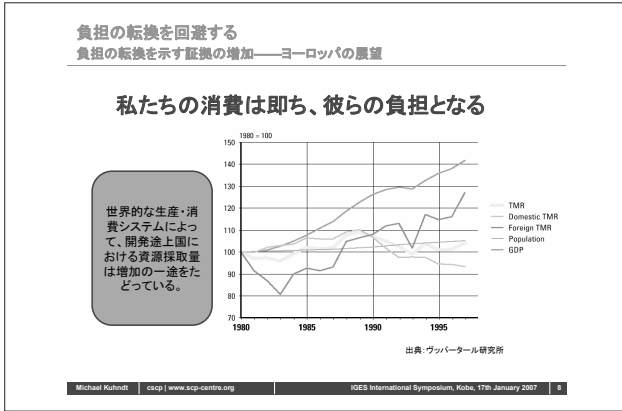 負担の転換を回避する
負担の転換を示す証拠の増加——ヨーロッパの展望
私たちの消費は即ち、彼らの負担となる
世界的な生産・消
費システムによっ
て、開発途上国に
おける資源採取量
は増加の一途をた
どっている。
1980 = 100
150
140
130
120
110
100
90
80
70
1980
1985
1990
1995
TMR
Domestic TMR
Foreign TMR
Population
GDP
出典：ヴッパータール研究所
Michael Kuhndt cscp | www.scp-centre.org IGES International Symposium, Kobe, 17th January 2007 8